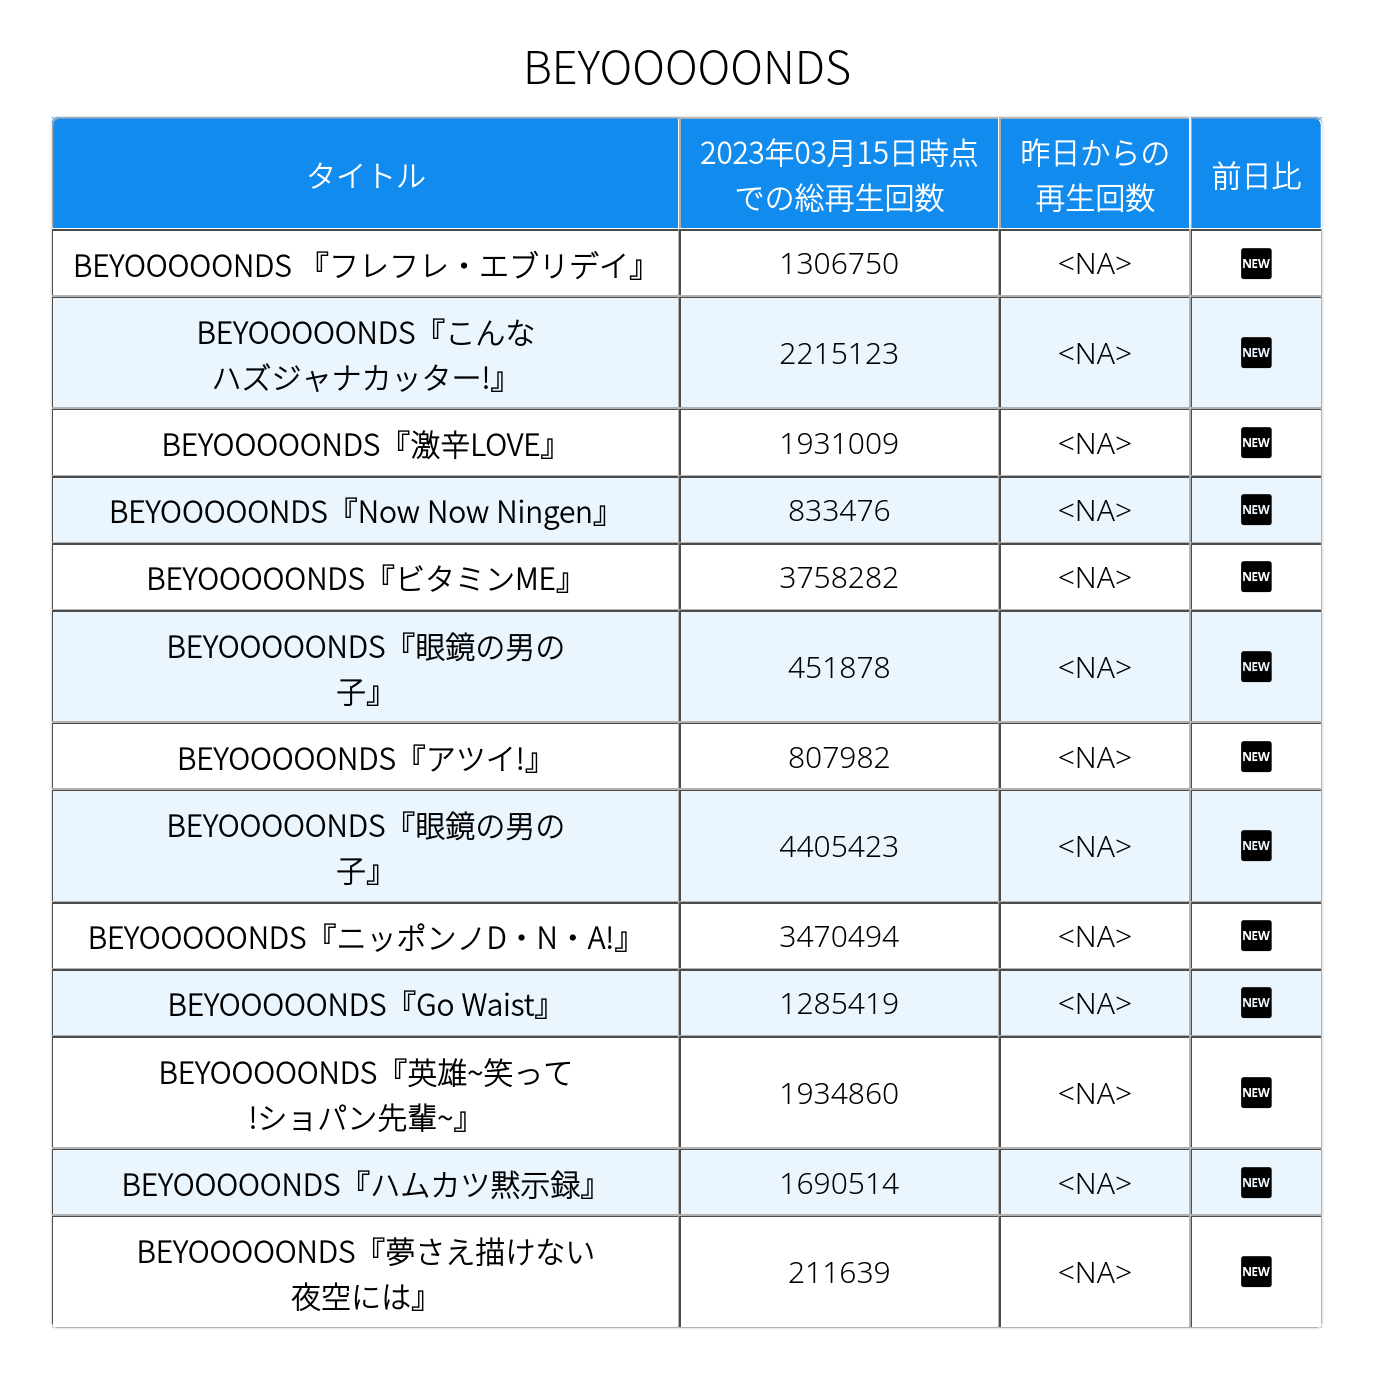 BEYOOOOONDS
タイトル
2023年03月15日時点
での総再生回数
昨日からの
再生回数
前日比
BEYOOOOONDS 『フレフレ・エブリデイ』
1306750
<NA>
NEW
BEYOOOOONDS『こんな
ハズジャナカッター!』
2215123
<NA>
NEW
BEYOOOOONDS『激辛LOVE』
1931009
<NA>
NEW
BEYOOOOONDS『Now Now Ningen』
833476
<NA>
NEW
BEYOOOOONDS『ビタミンME』
3758282
<NA>
NEW
BEYOOOOONDS『眼鏡の男の
子』
451878
<NA>
NEW
BEYOOOOONDS『アツイ!』
807982
<NA>
NEW
BEYOOOOONDS『眼鏡の男の
子』
4405423
<NA>
NEW
BEYOOOOONDS『ニッポンノD・N・A!』
3470494
<NA>
NEW
BEYOOOOONDS『Go Waist』
1285419
<NA>
NEW
BEYOOOOONDS『英雄~笑って
!ショパン先輩~』
1934860
<NA>
NEW
BEYOOOOONDS『ハムカツ黙示録』
1690514
<NA>
NEW
BEYOOOOONDS『夢さえ描けない
夜空には』
211639
<NA>
NEW